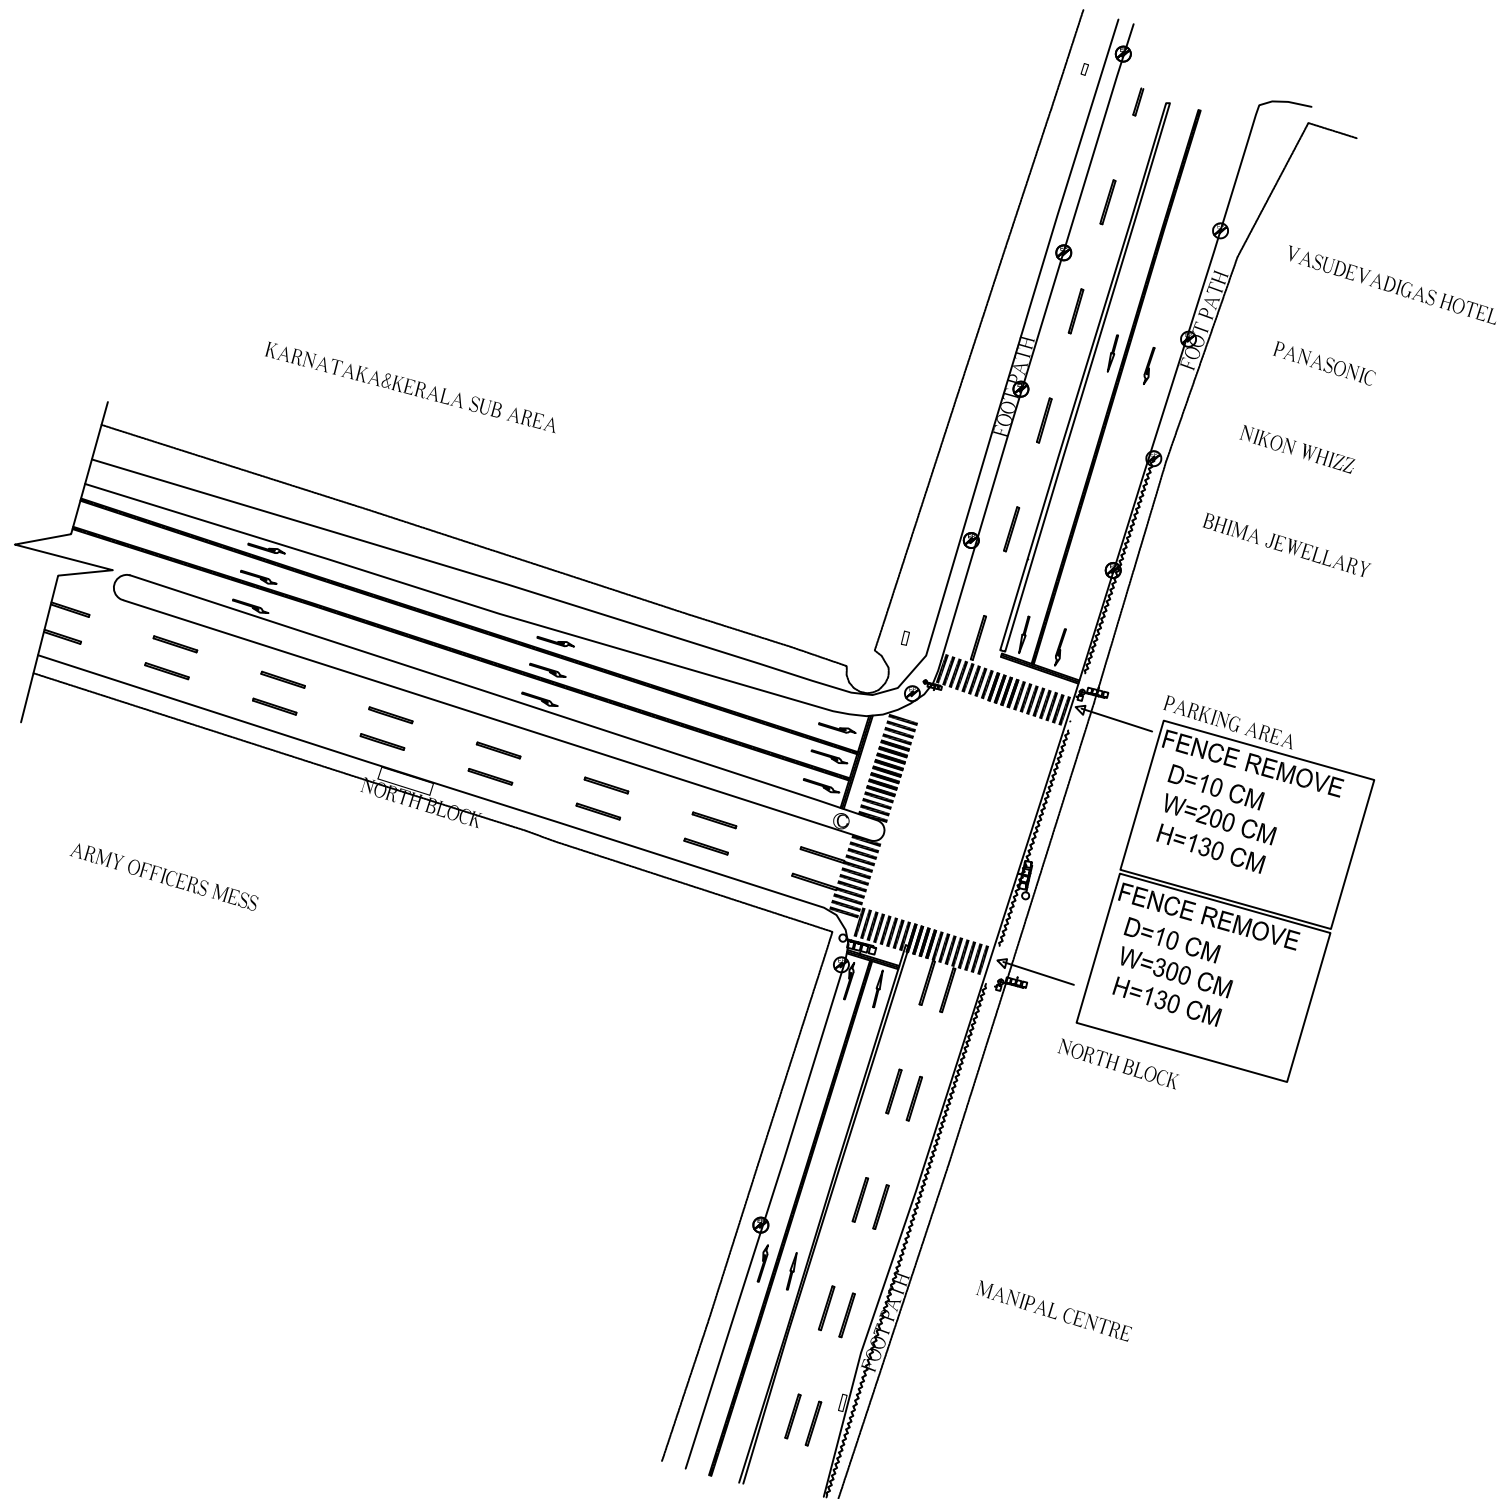 VASUDEVADIGAS HOTEL
FOOT PATH
FOOT PATH
PANASONIC
KARNATAKA&KERALA SUB AREA
NIKON WHIZZ
BHIMA JEWELLARY
PARKING AREA
FENCE REMOVE
D=10 CM
W=200 CM
H=130 CM
NORTH BLOCK
ARMY OFFICERS MESS
FENCE REMOVE
D=10 CM
W=300 CM
H=130 CM
NORTH BLOCK
FOOT PATH
MANIPAL CENTRE